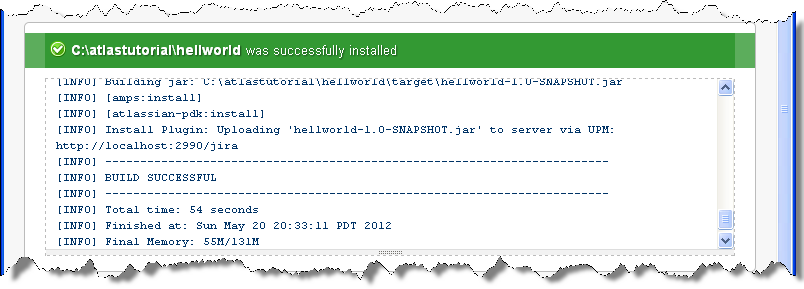 C:\atlastutorial\hellworld was successfully installed
[INFO] Building jar: C:\atlastutorial\hellworld\target\hellworld-1.0-SNAPSHOT.jar
[INFO] [amps:install]
[INFO] [atlassian-pdk:install]
[INFO] Install Plugin: Uploading 'hellworld-1.0-SNAPSHOT.jar' to server via UPM:
http://localhost:2990/jira
[INFO] ------------------------------------------------------------------------
[INFO] BUILD SUCCESSFUL
[INFO] ------------------------------------------------------------------------
[INFO] Total time: 54 seconds
[INFO] Finished at: Sun May 20 20:33:11 PDT 2012
[INFO] Final Memory: 55M/131M